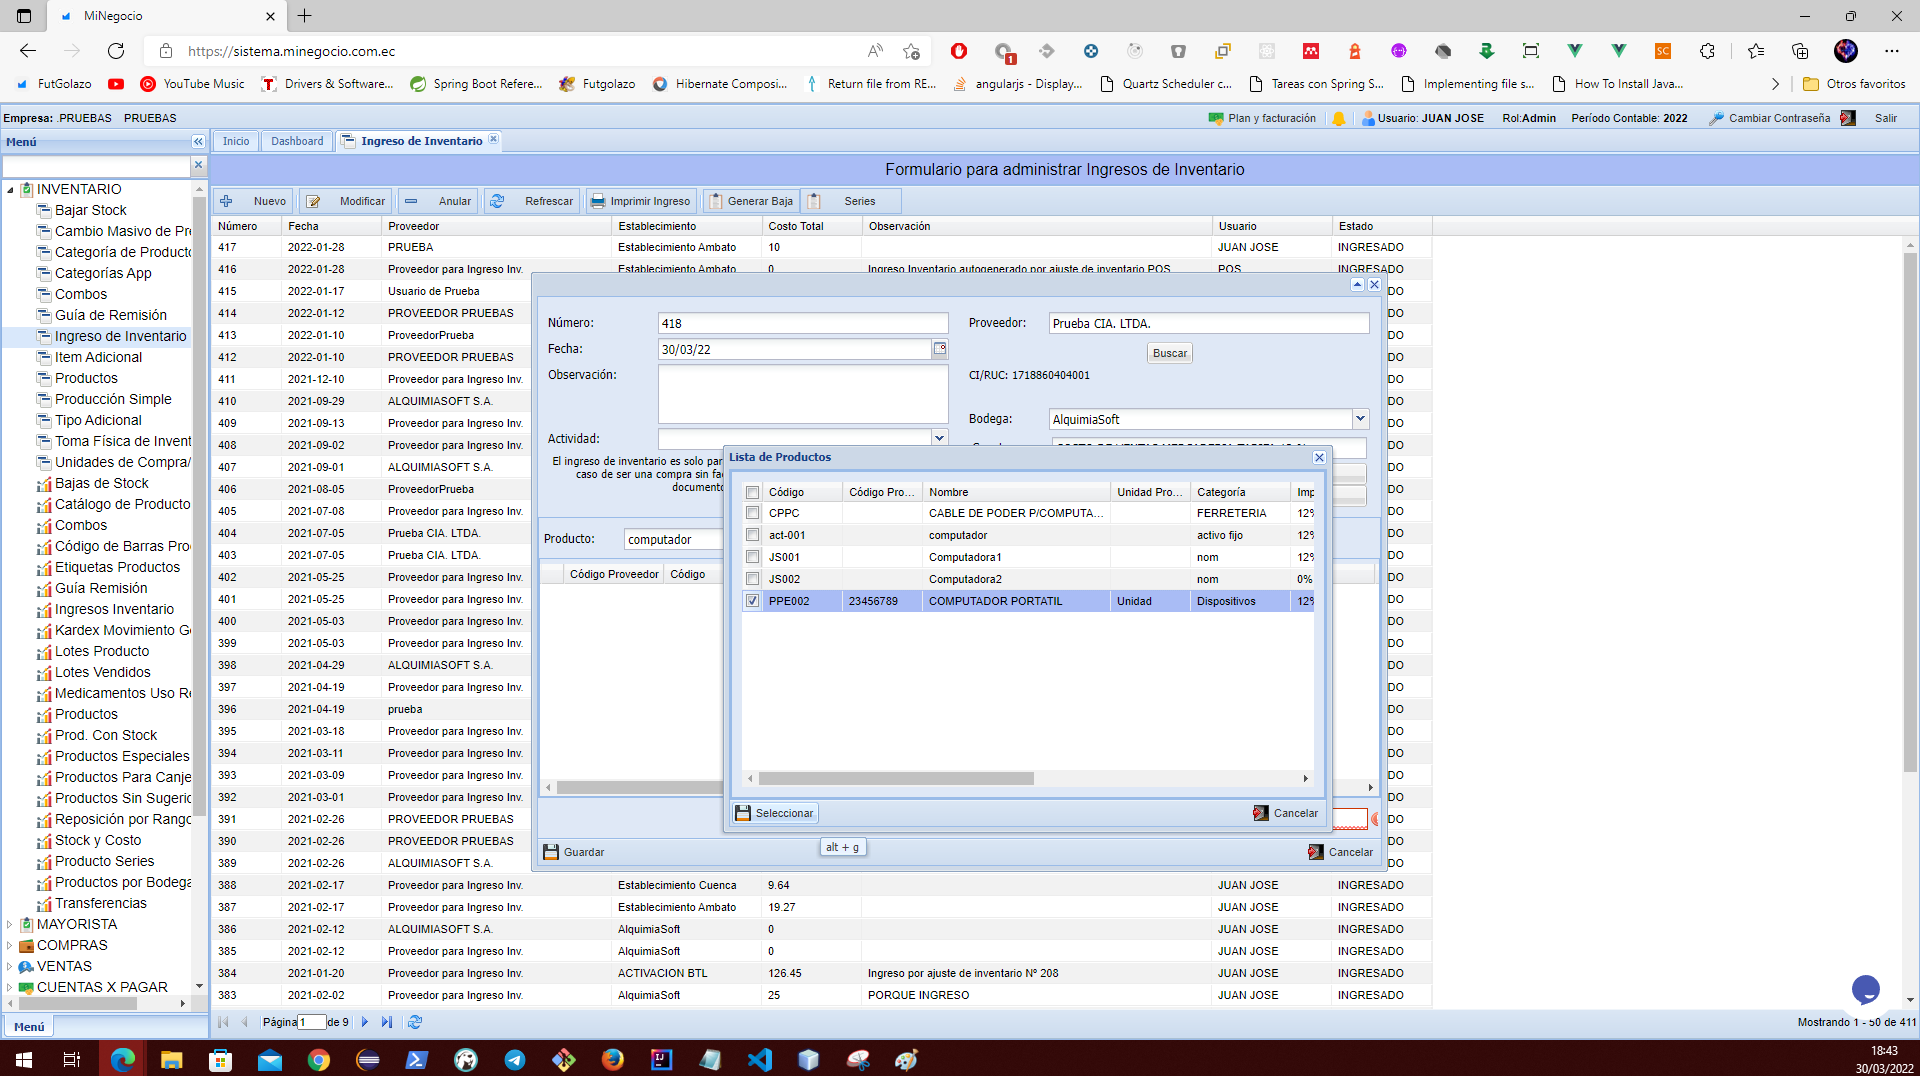 MiNegocio
https://sistema.minegocio.com.ec
FutGolazo YouTube Music Drivers & Software... Spring Boot Refere... Futgolazo Hibernate Composi... Return file from RE... angularjs - Display... Quartz Scheduler c... Tareas con Spring S... Implementing file s... How To Install Java... Otros favoritos
Empresa: .PRUEBAS PRUEBAS Plan y facturación Usuario: JUAN JOSE Rol:Admin Período Contable: 2022 Cambiar Contraseña Salir
Menú
Inicio Dashboard Ingreso de Inventario
Formulario para administrar Ingresos de Inventario
INVENTARIO
Bajar Stock
Cambio Masivo de Pr
Categoría de Producto
Categorías App
Combos
Guía de Remisión
Ingreso de Inventario
Item Adicional
Productos
Producción Simple
Tipo Adicional
Toma Física de Invent
Unidades de Compra/
Bajas de Stock
Catálogo de Producto
Combos
Código de Barras Pro
Etiquetas Productos
Guía Remisión
Ingresos Inventario
Kardex Movimiento G
Lotes Producto
Lotes Vendidos
Medicamentos Uso R
Productos
Prod. Con Stock
Productos Especiales
Productos Para Canje
Productos Sin Sugeric
Reposición por Rango
Stock y Costo
Producto Series
Productos por Bodega
Transferencias
MAYORISTA
COMPRAS
VENTAS
CUENTAS X PAGAR
Menú
Nuevo Modificar Anular Refrescar Imprimir Ingreso Generar Baja Series
Número Fecha Proveedor Establecimiento Costo Total Observación Usuario Estado
417 2022-01-28 PRUEBA Establecimiento Ambato 10 JUAN JOSE INGRESADO
416 2022-01-28 Proveedor para Ingreso Inv. Establecimiento Ambato 0 Ingreso Inventario autogenerado por ajuste de inventario POS POS INGRESADO
415 2022-01-17 Usuario de Prueba DO
414 2022-01-12 PROVEEDOR PRUEBAS DO
413 2022-01-10 ProveedorPrueba DO
412 2022-01-10 PROVEEDOR PRUEBAS DO
411 2021-12-10 Proveedor para Ingreso Inv. DO
410 2021-09-29 ALQUIMIASOFT S.A. DO
409 2021-09-13 Proveedor para Ingreso Inv. DO
408 2021-09-02 Proveedor para Ingreso Inv. DO
407 2021-09-01 ALQUIMIASOFT S.A. DO
406 2021-08-05 ProveedorPrueba DO
405 2021-07-08 Proveedor para Ingreso Inv. DO
404 2021-07-05 Prueba CIA. LTDA. DO
403 2021-07-05 Prueba CIA. LTDA. DO
402 2021-05-25 Proveedor para Ingreso Inv. DO
401 2021-05-25 Proveedor para Ingreso Inv. DO
400 2021-05-03 Proveedor para Ingreso Inv. DO
399 2021-05-03 Proveedor para Ingreso Inv. DO
398 2021-04-29 ALQUIMIASOFT S.A. DO
397 2021-04-19 Proveedor para Ingreso Inv. DO
396 2021-04-19 prueba DO
395 2021-03-18 Proveedor para Ingreso Inv. DO
394 2021-03-11 Proveedor para Ingreso Inv. DO
393 2021-03-09 Proveedor para Ingreso Inv. DO
392 2021-03-01 Proveedor para Ingreso Inv. DO
391 2021-02-26 PROVEEDOR PRUEBAS DO
390 2021-02-26 PROVEEDOR PRUEBAS DO
389 2021-02-26 ALQUIMIASOFT S.A. DO
388 2021-02-17 Proveedor para Ingreso Inv. Establecimiento Cuenca 9.64 JUAN JOSE INGRESADO
387 2021-02-17 Proveedor para Ingreso Inv. Establecimiento Ambato 19.27 JUAN JOSE INGRESADO
386 2021-02-12 ALQUIMIASOFT S.A. AlquimiaSoft 0 JUAN JOSE INGRESADO
385 2021-02-12 Proveedor para Ingreso Inv. AlquimiaSoft 0 JUAN JOSE INGRESADO
384 2021-01-20 Proveedor para Ingreso Inv. ACTIVACION BTL 126.45 Ingreso por ajuste de inventario Nº 208 JUAN JOSE INGRESADO
383 2021-02-02 Proveedor para Ingreso Inv. AlquimiaSoft 25 PORQUE INGRESO JUAN JOSE INGRESADO
Página 1 de 9 Mostrando 1 - 50 de 411
Número: 418 Proveedor: Prueba CIA. LTDA.
Fecha: 30/03/22 Buscar
Observación: CI/RUC: 1718860404001
Bodega: AlquimiaSoft
Actividad:
El ingreso de inventario es solo par
caso de ser una compra sin fac
documento
Producto: computador
Código Proveedor Código
Guardar Cancelar
Lista de Productos
Código Código Pro... Nombre Unidad Pro... Categoría Imp
CPPC CABLE DE PODER P/COMPUTA... FERRETERIA 12%
act-001 computador activo fijo 12%
JS001 Computadora1 nom 12%
JS002 Computadora2 nom 0%
PPE002 23456789 COMPUTADOR PORTATIL Unidad Dispositivos 12%
Seleccionar Cancelar
alt + g
18:43
30/03/2022